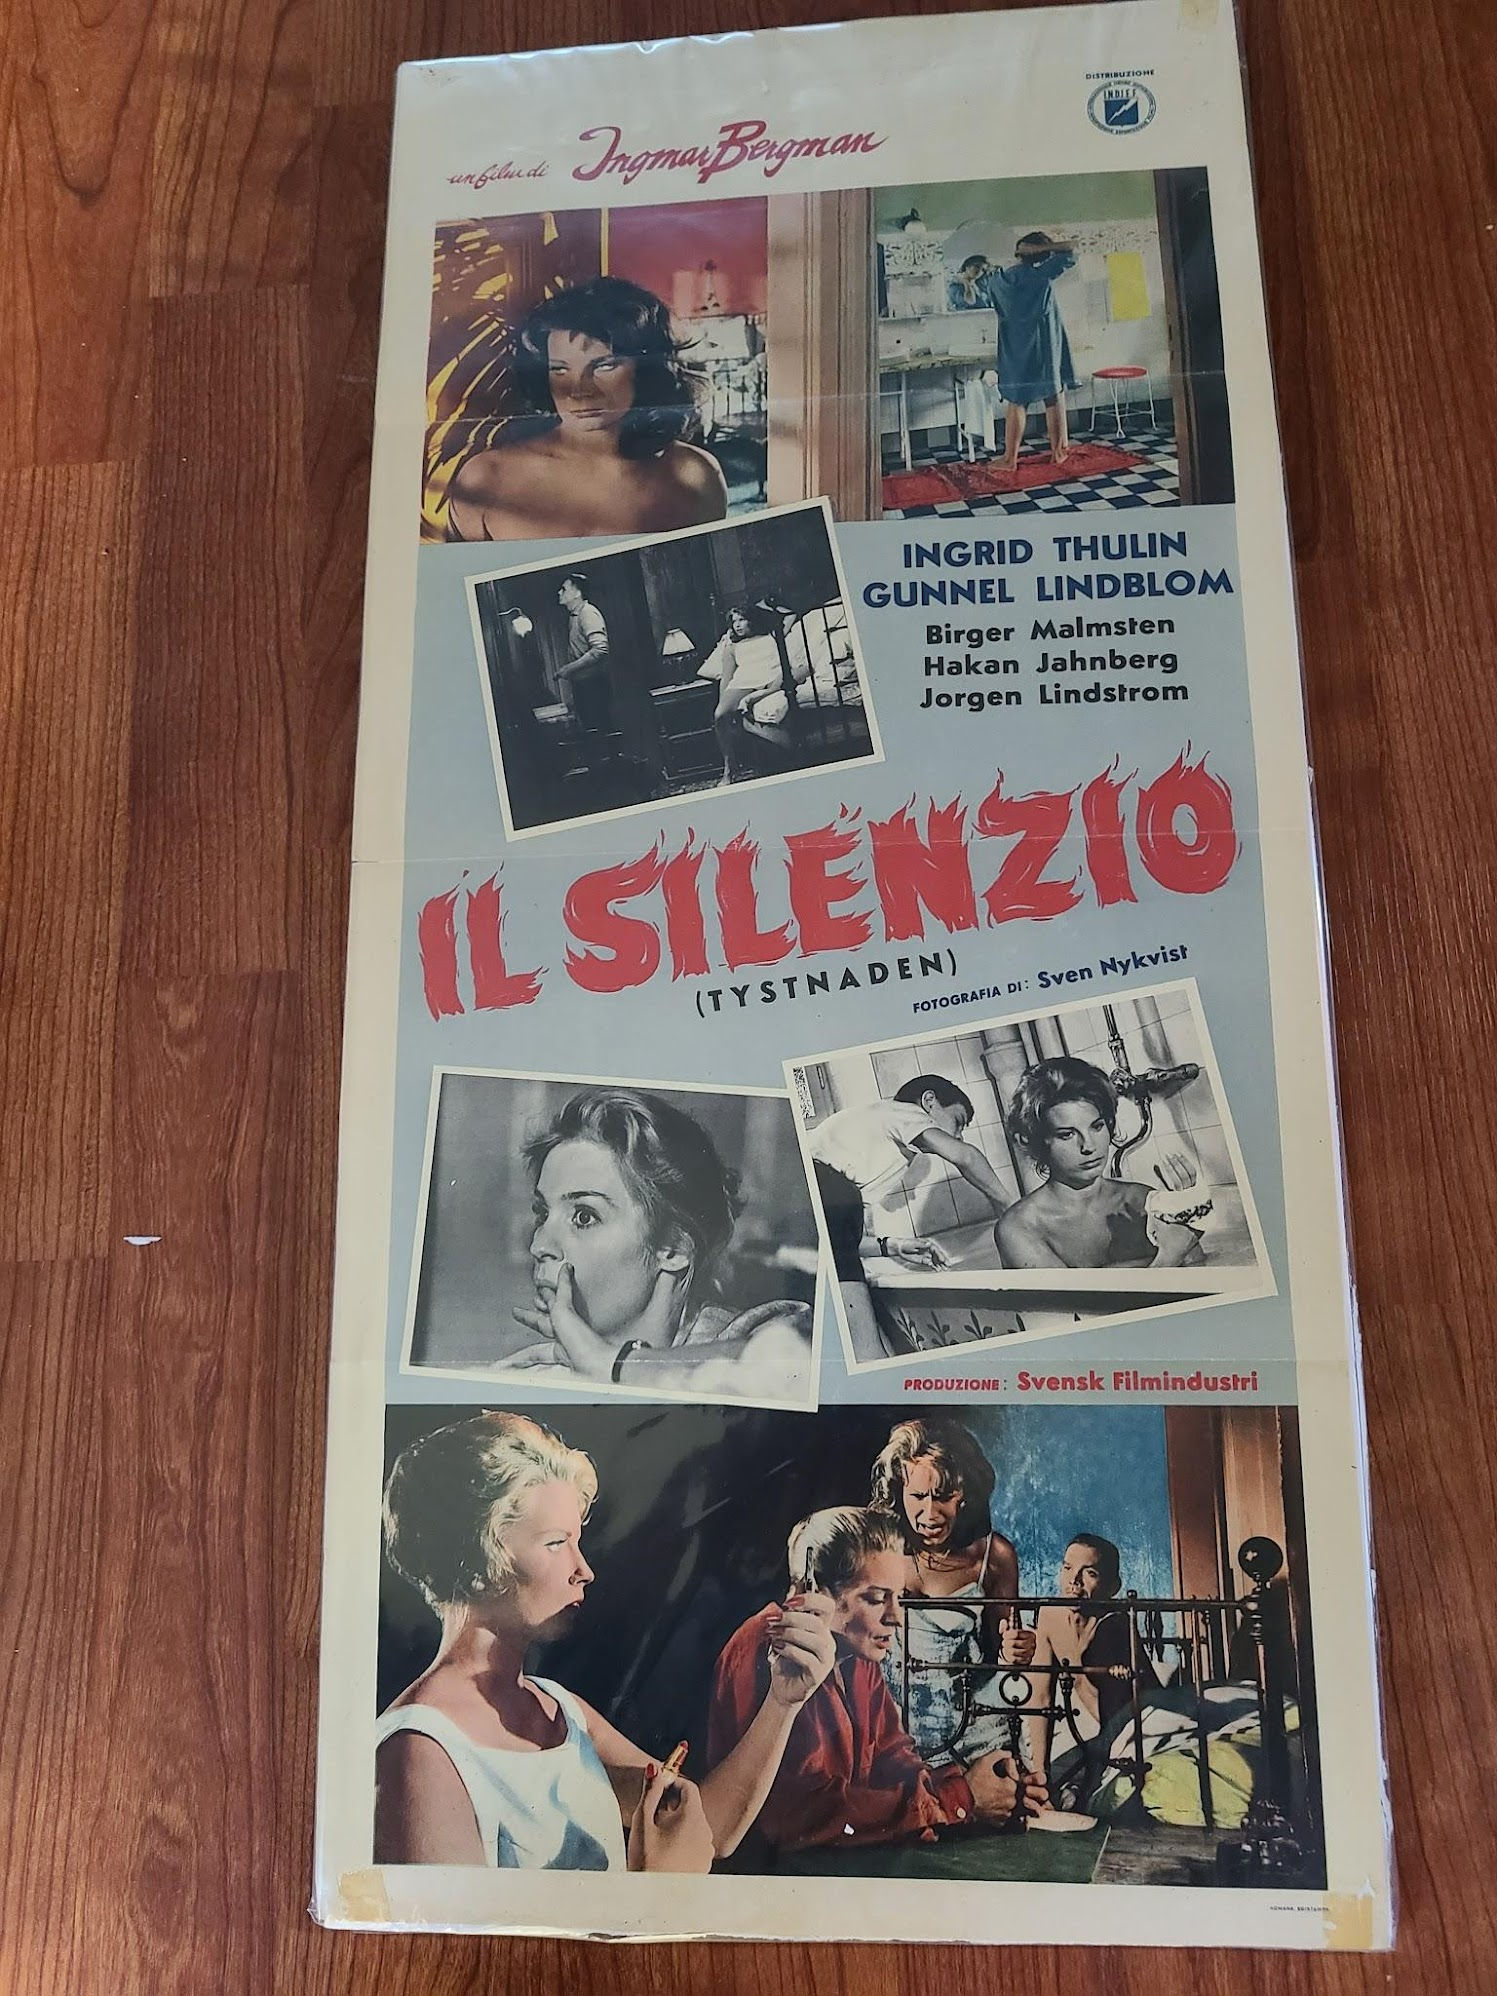 DISTRIBUZIONE
INDIEF
un film di Ingmar Bergman
INGRID THULIN
GUNNEL LINDBLOM
Birger Malmsten
Hakan Jahnberg
Jorgen Lindstrom
IL SILENZIO
(TYSTNADEN)
FOTOGRAFIA DI: Sven Nykvist
PRODUZIONE: Svensk Filmindustri